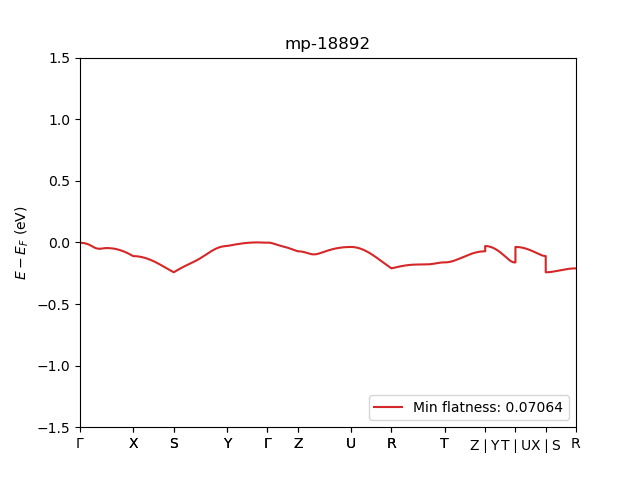 mp-18892
1.5
1.0
0.5
0.0
−0.5
−1.0
−1.5
E − E_F (eV)
Min flatness: 0.07064
Γ X S Y Γ Z U R T Z | Y T | U X | S R